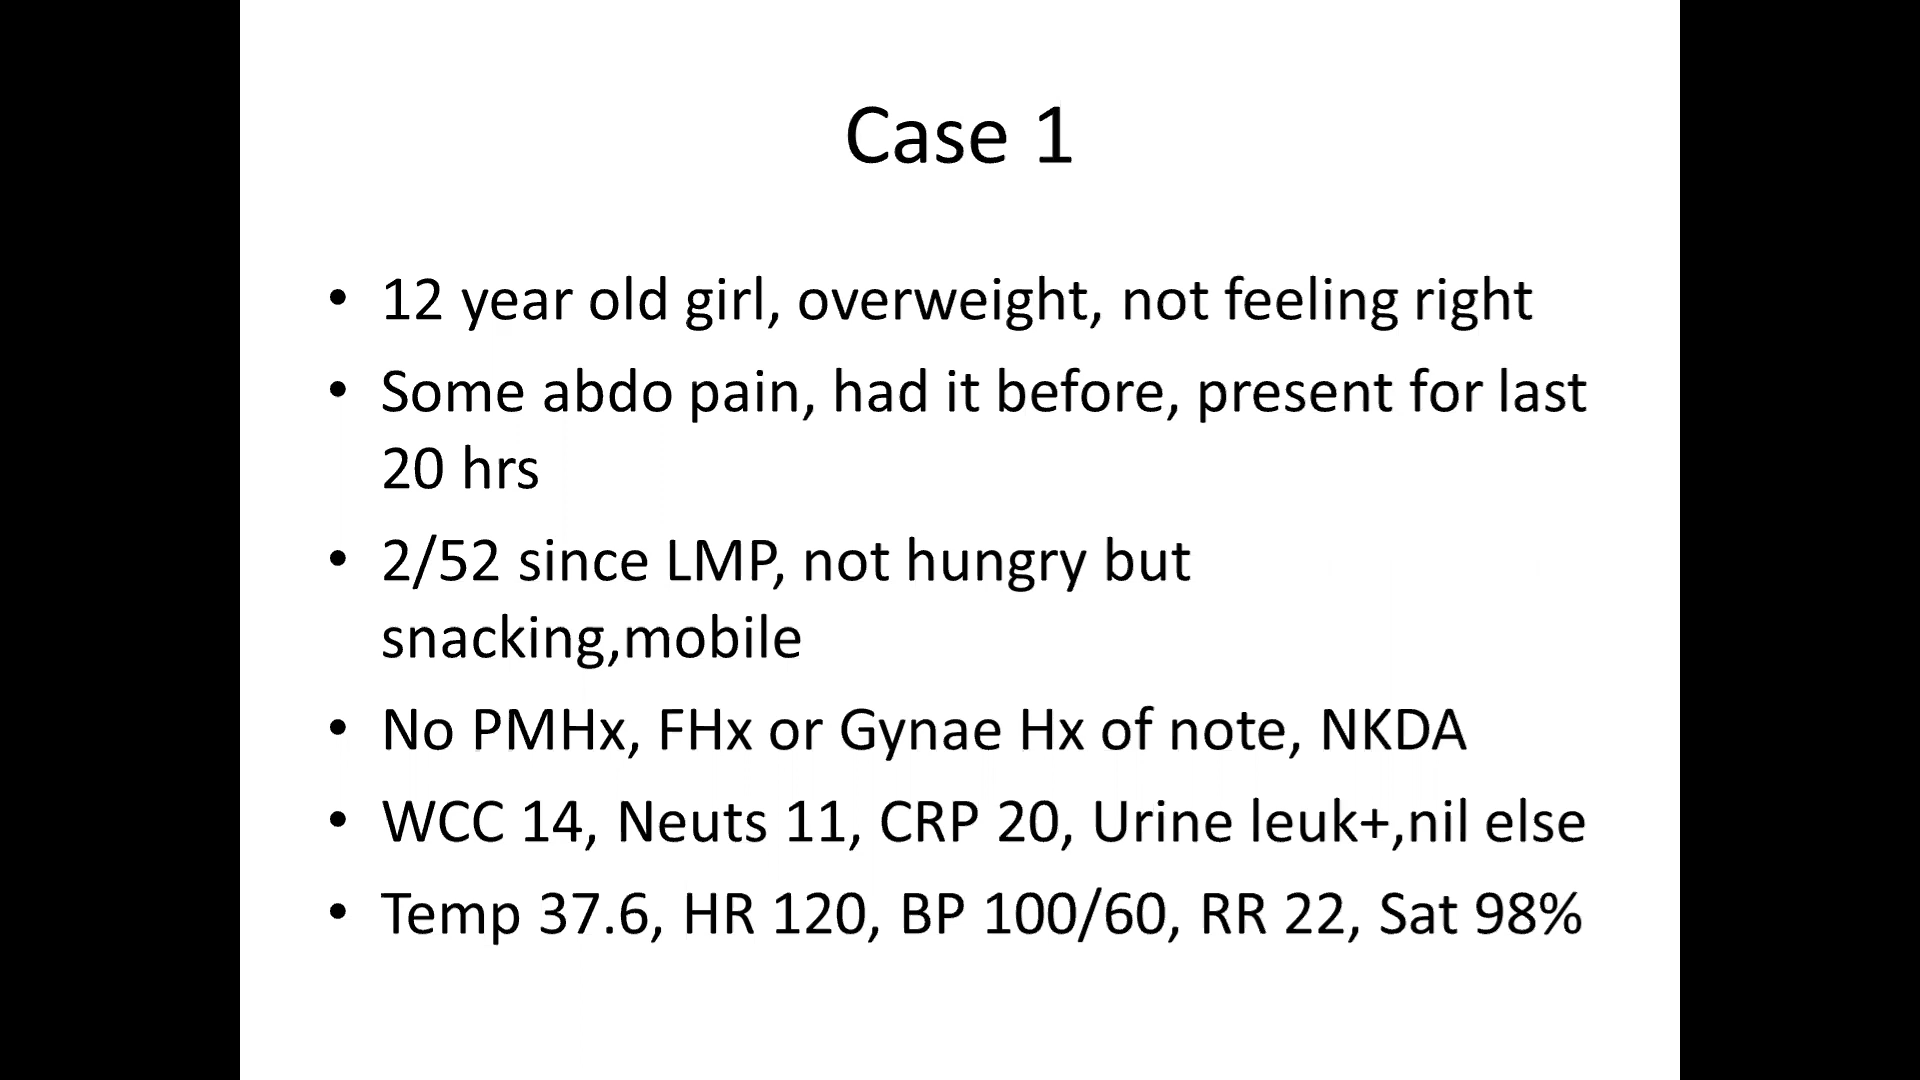 Case 1
• 12 year old girl, overweight, not feeling right
• Some abdo pain, had it before, present for last
20 hrs
• 2/52 since LMP, not hungry but
snacking,mobile
• No PMHx, FHx or Gynae Hx of note, NKDA
• WCC 14, Neuts 11, CRP 20, Urine leuk+,nil else
• Temp 37.6, HR 120, BP 100/60, RR 22, Sat 98%